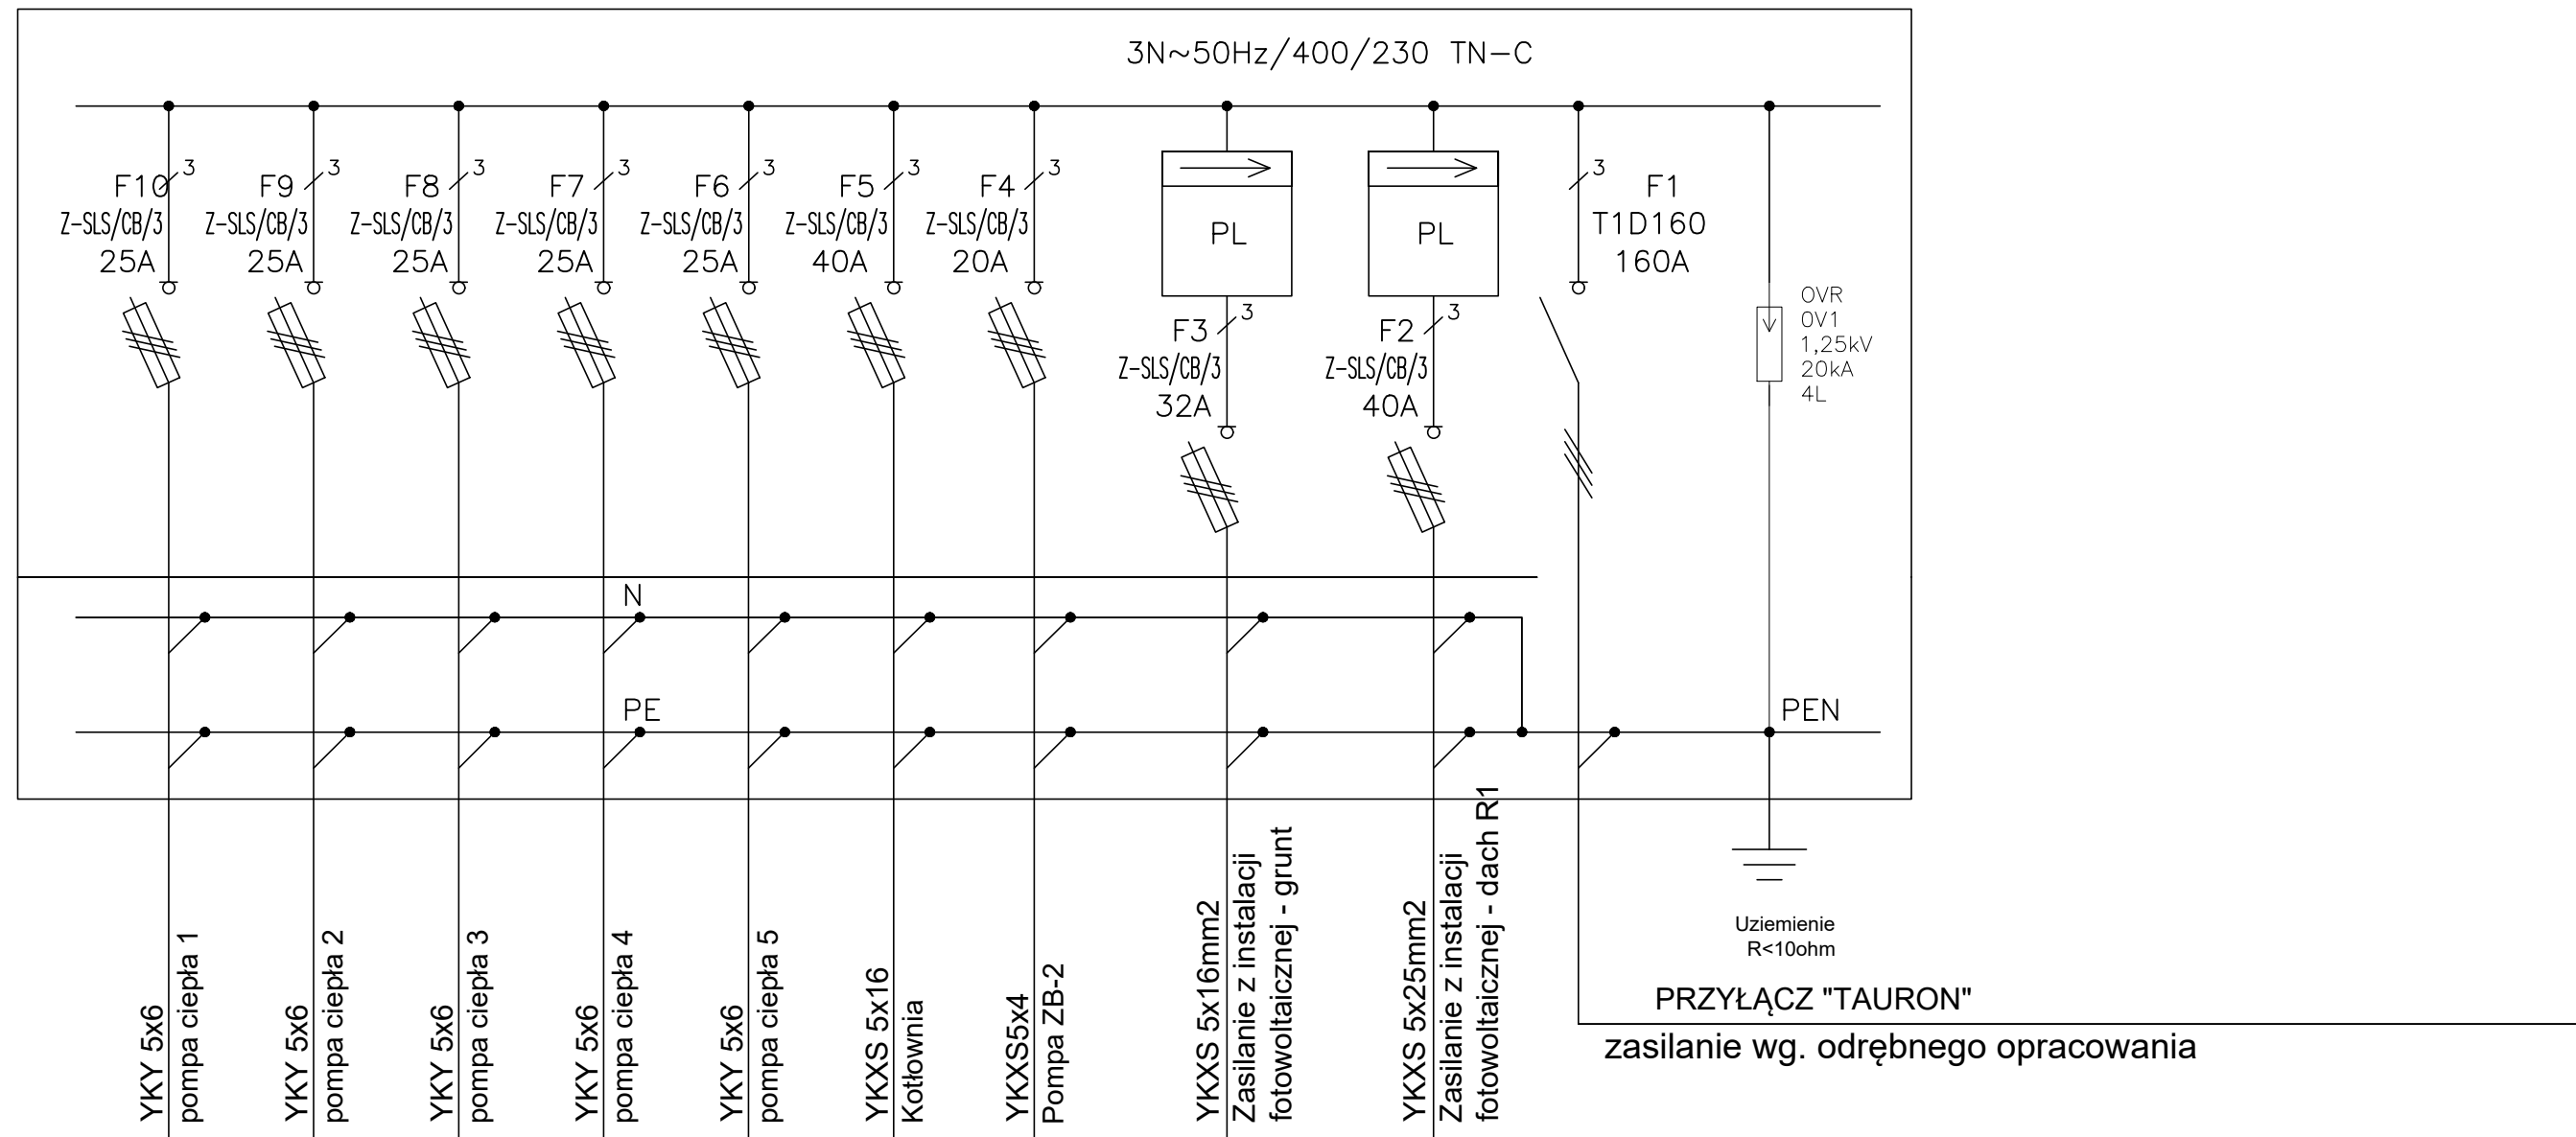 3N~50Hz/400/230 TN-C
F10
3
Z-SLS/CB/3
25A
F9
3
Z-SLS/CB/3
25A
F8
3
Z-SLS/CB/3
25A
F7
3
Z-SLS/CB/3
25A
F6
3
Z-SLS/CB/3
25A
F5
3
Z-SLS/CB/3
40A
F4
3
Z-SLS/CB/3
20A
PL
F3
3
Z-SLS/CB/3
32A
PL
F2
3
Z-SLS/CB/3
40A
3
F1
T1D160
160A
OVR
0V1
1,25kV
20kA
4L
N
PE
PEN
YKY 5x6
pompa ciepła 1
YKY 5x6
pompa ciepła 2
YKY 5x6
pompa ciepła 3
YKY 5x6
pompa ciepła 4
YKY 5x6
pompa ciepła 5
YKXS 5x16
Kotłownia
YKXS5x4
Pompa ZB-2
YKXS 5x16mm2
Zasilanie z instalacji
fotowoltaicznej - grunt
YKXS 5x25mm2
Zasilanie z instalacji
fotowoltaicznej - dach R1
Uziemienie
R<10ohm
PRZYŁĄCZ "TAURON"
zasilanie wg. odrębnego opracowania